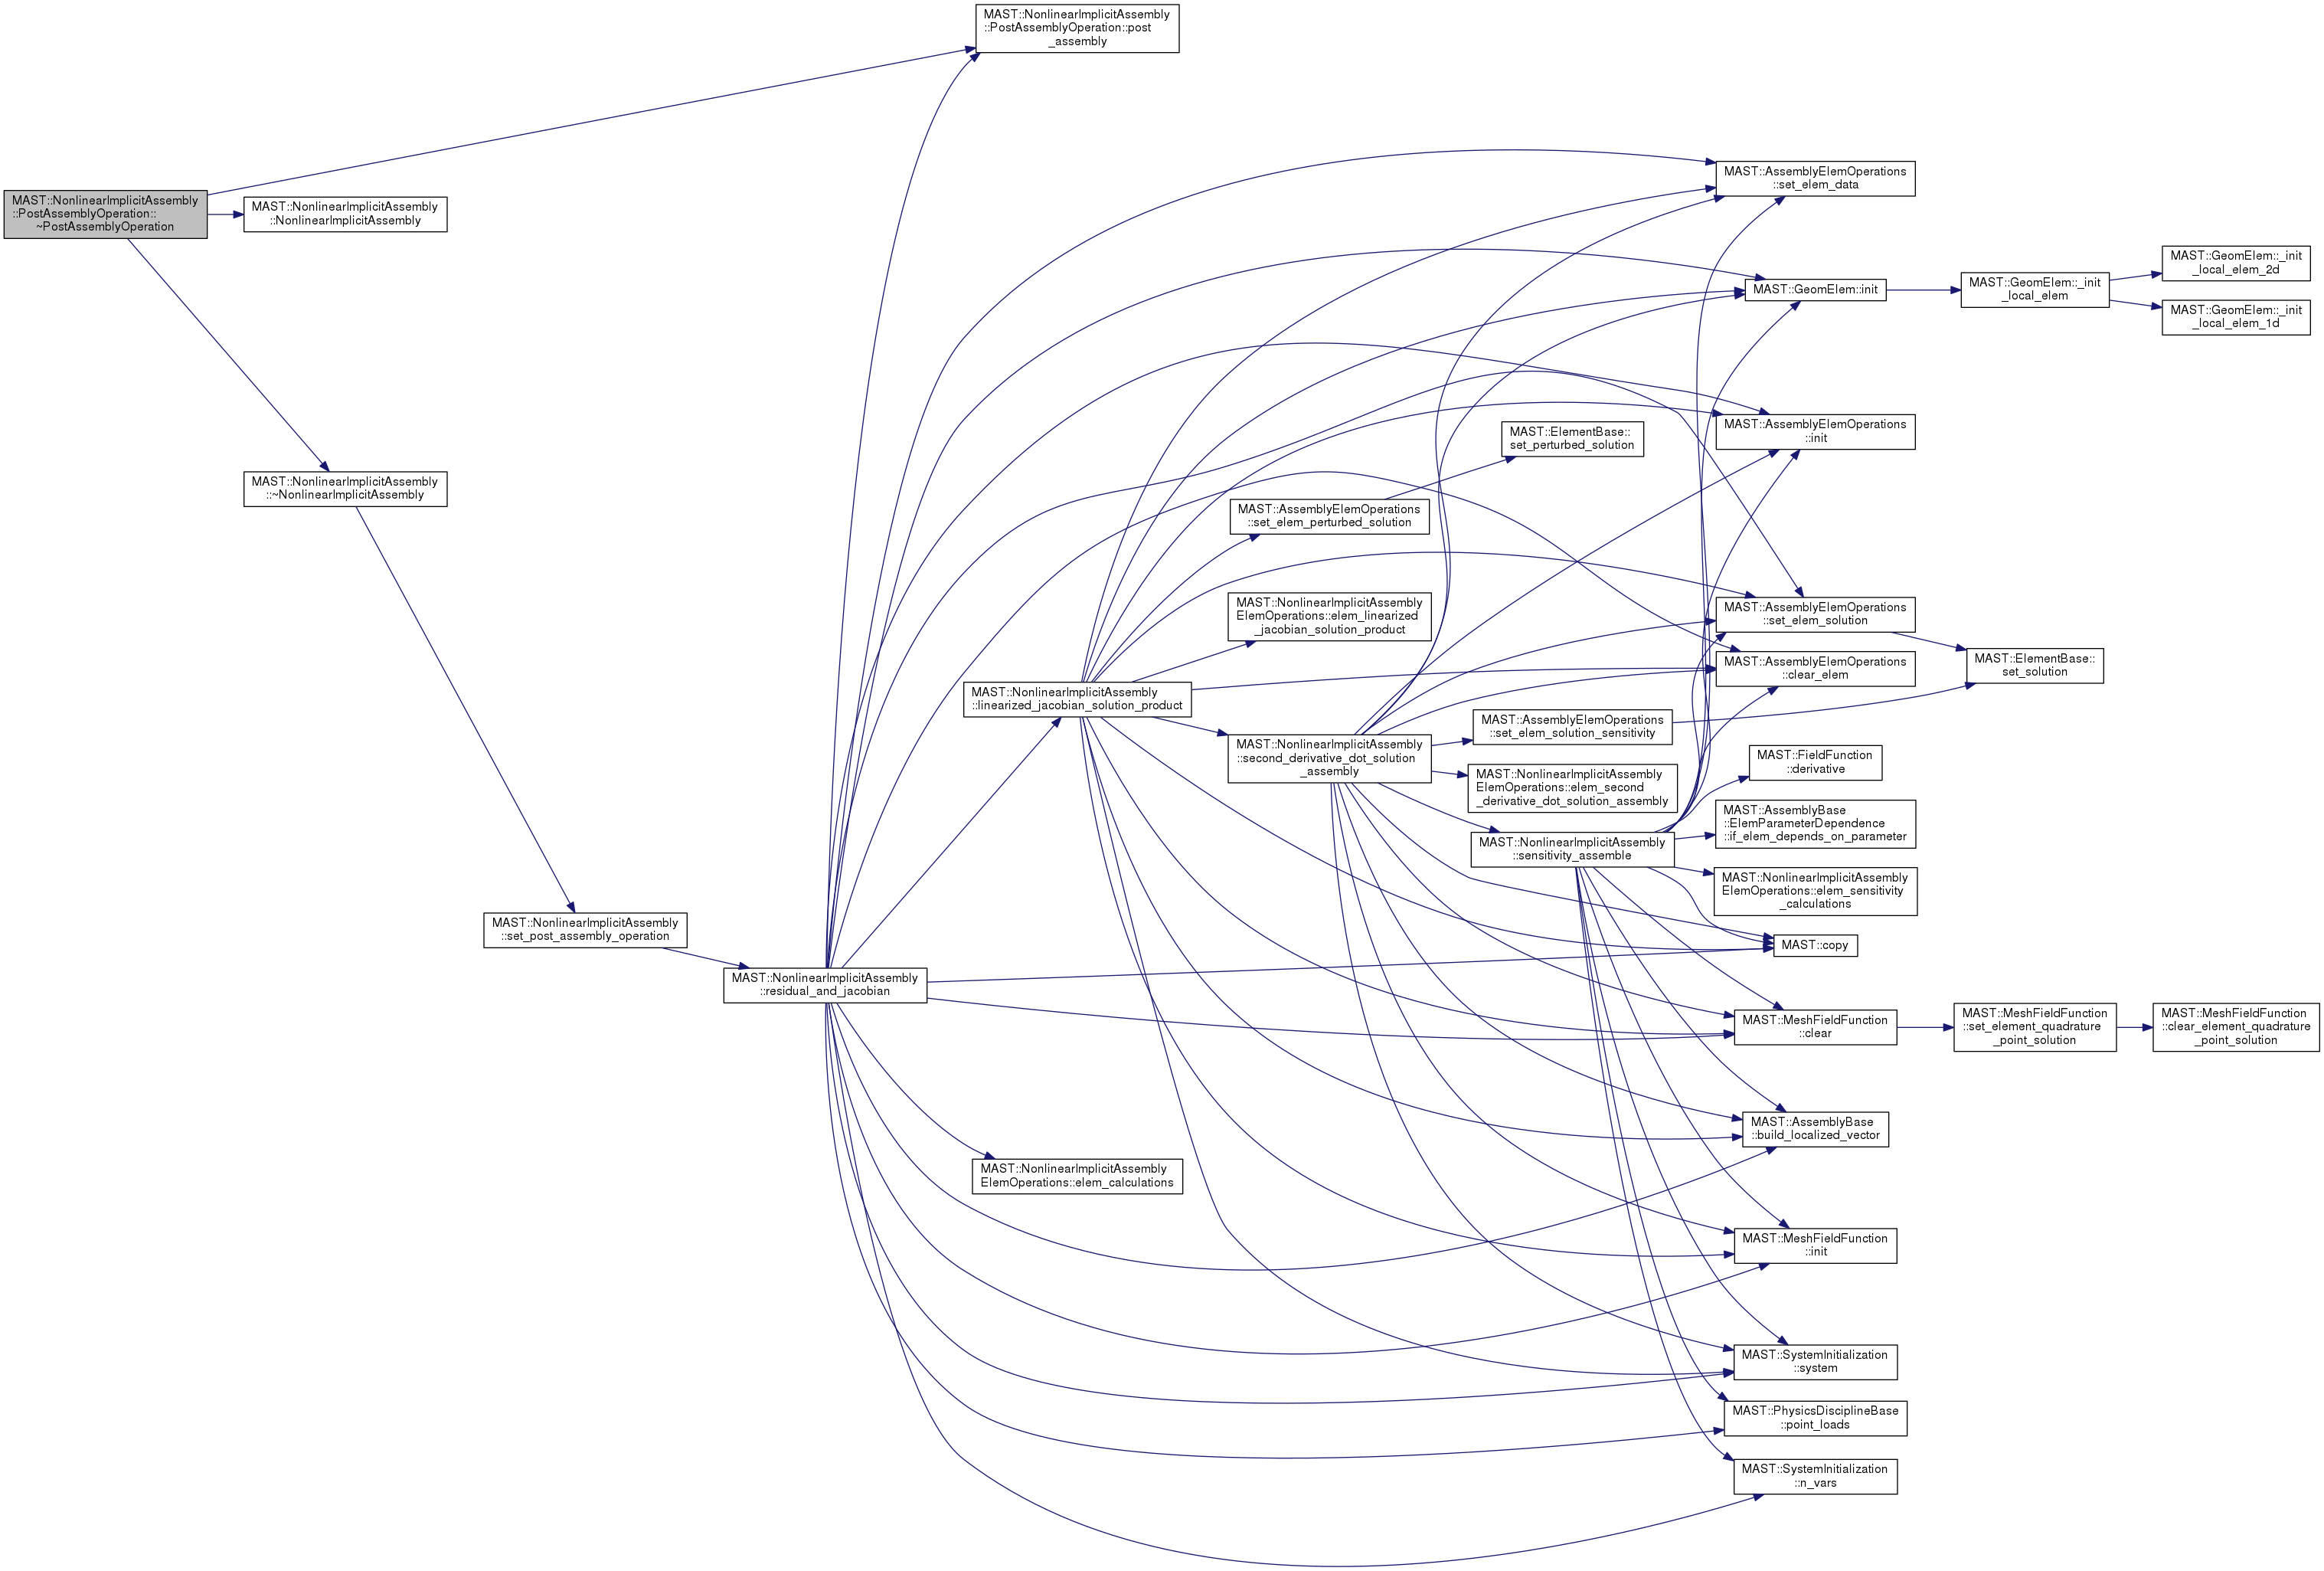 MAST::NonlinearImplicitAssembly
::PostAssemblyOperation::
~PostAssemblyOperation
MAST::NonlinearImplicitAssembly
::PostAssemblyOperation::post
_assembly
MAST::NonlinearImplicitAssembly
::NonlinearImplicitAssembly
MAST::NonlinearImplicitAssembly
::~NonlinearImplicitAssembly
MAST::NonlinearImplicitAssembly
::set_post_assembly_operation
MAST::NonlinearImplicitAssembly
::residual_and_jacobian
MAST::NonlinearImplicitAssembly
::linearized_jacobian_solution_product
MAST::NonlinearImplicitAssembly
ElemOperations::elem_calculations
MAST::AssemblyElemOperations
::set_elem_perturbed_solution
MAST::NonlinearImplicitAssembly
ElemOperations::elem_linearized
_jacobian_solution_product
MAST::NonlinearImplicitAssembly
::second_derivative_dot_solution
_assembly
MAST::ElementBase::
set_perturbed_solution
MAST::AssemblyElemOperations
::set_elem_solution_sensitivity
MAST::NonlinearImplicitAssembly
ElemOperations::elem_second
_derivative_dot_solution_assembly
MAST::NonlinearImplicitAssembly
::sensitivity_assemble
MAST::AssemblyElemOperations
::set_elem_data
MAST::GeomElem::init
MAST::AssemblyElemOperations
::init
MAST::AssemblyElemOperations
::set_elem_solution
MAST::AssemblyElemOperations
::clear_elem
MAST::FieldFunction
::derivative
MAST::AssemblyBase
::ElemParameterDependence
::if_elem_depends_on_parameter
MAST::NonlinearImplicitAssembly
ElemOperations::elem_sensitivity
_calculations
MAST::copy
MAST::MeshFieldFunction
::clear
MAST::AssemblyBase
::build_localized_vector
MAST::MeshFieldFunction
::init
MAST::SystemInitialization
::system
MAST::PhysicsDisciplineBase
::point_loads
MAST::SystemInitialization
::n_vars
MAST::GeomElem::_init
_local_elem
MAST::ElementBase::
set_solution
MAST::MeshFieldFunction
::set_element_quadrature
_point_solution
MAST::GeomElem::_init
_local_elem_2d
MAST::GeomElem::_init
_local_elem_1d
MAST::MeshFieldFunction
::clear_element_quadrature
_point_solution